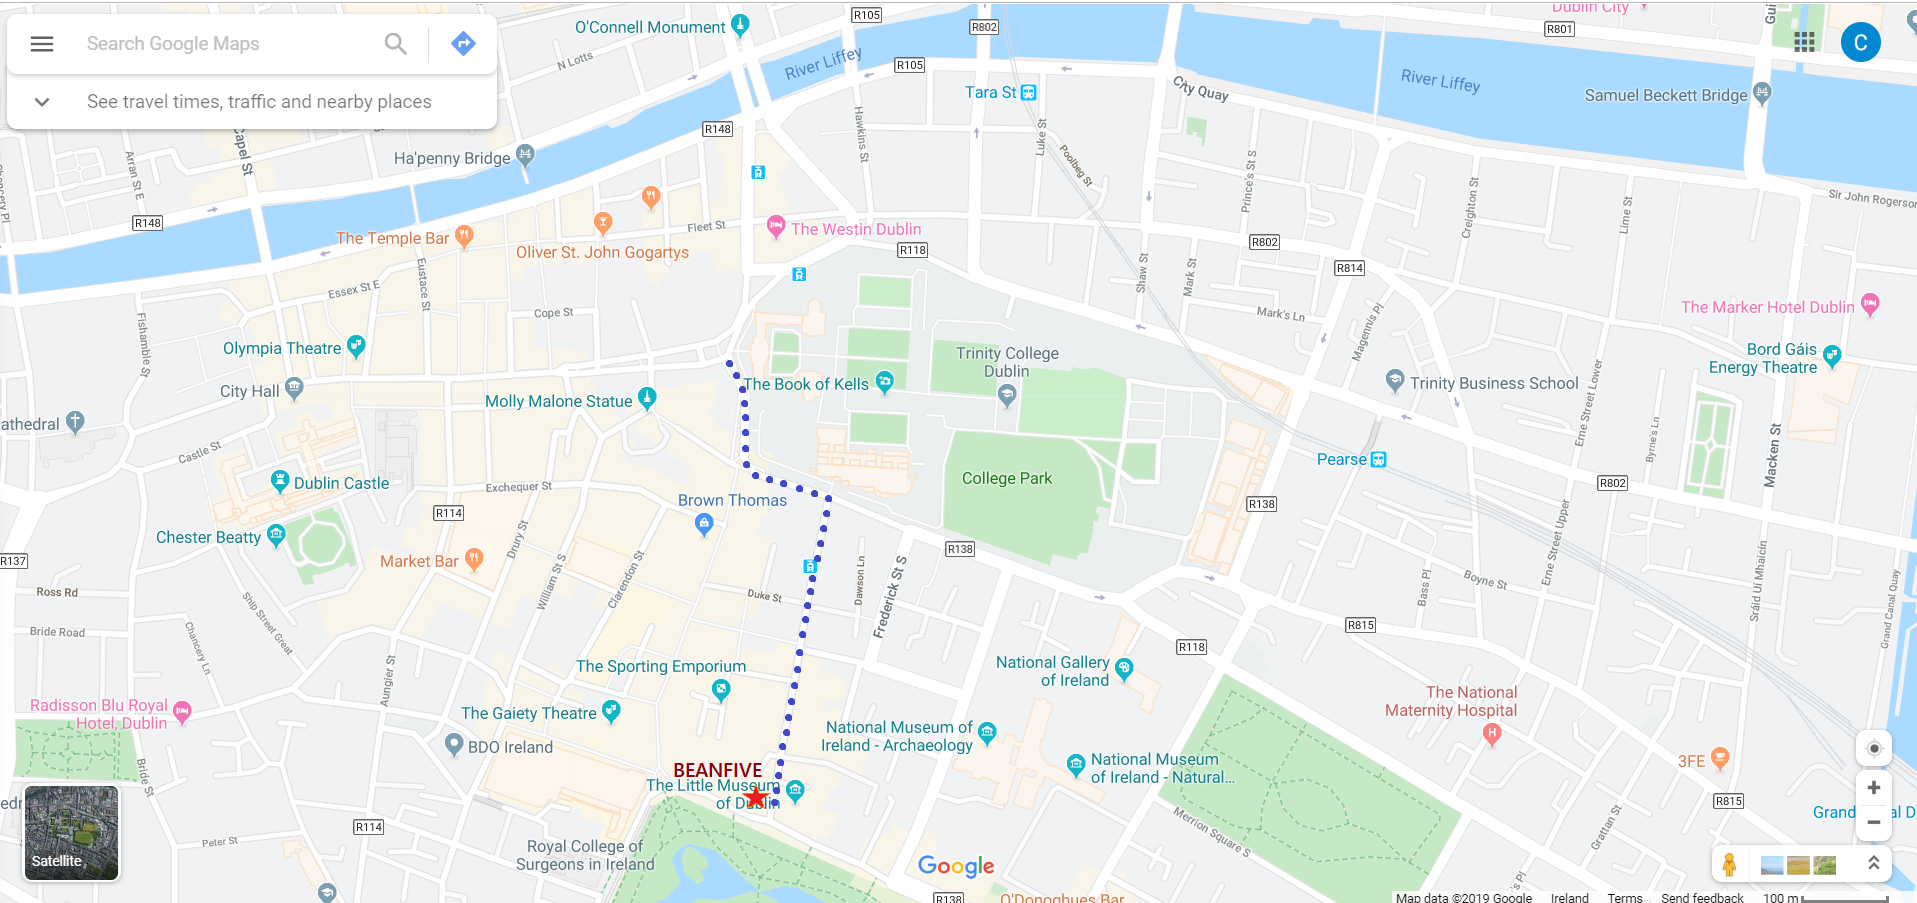 Search Google Maps
See travel times, traffic and nearby places
C
O'Connell Monument
R105
R802
Dublin City
R801
N Lotts
River Liffey
R105
Tara St
City Quay
River Liffey
Samuel Beckett Bridge
Capel St
Arran St E
R148
Ha'penny Bridge
Hawkins St
Luke St
Poolbeg St
Prince's St S
Creighton St
Lime St
Sir John Rogerson
R148
The Temple Bar
Oliver St. John Gogartys
Fleet St
The Westin Dublin
R118
R802
R814
Essex St E
Eustace St
Shaw St
Mark St
Fishamble St
Cope St
Mark's Ln
Magennis Pl
The Marker Hotel Dublin
Olympia Theatre
City Hall
Trinity College
Dublin
The Book of Kells
Bord Gáis
Energy Theatre
Trinity Business School
Molly Malone Statue
athedral
Castle St
Erne Street Lower
Byrne's Ln
Macken St
Dublin Castle
Exchequer St
Brown Thomas
College Park
Pearse
R802
R114
R138
Chester Beatty
Drury St
Market Bar
R138
R137
William St S
Clarendon St
Dawson Ln
Frederick St S
Duke St
Ross Rd
Ship Street Great
Bride Road
Chancery Ln
Boyne St
Bass Pl
Erne Street Upper
Sráid Uí Mhaicín
Grand Canal Quay
R815
R118
The Sporting Emporium
National Gallery
of Ireland
Aungier St
Radisson Blu Royal
Hotel, Dublin
The Gaiety Theatre
The National
Maternity Hospital
BDO Ireland
National Museum of
Ireland - Archaeology
National Museum
of Ireland - Natural...
3FE
Bride St
BEANFIVE
The Little Museum
of Dublin
R815
R114
Peter St
Merrion Square S
Grattan St
Royal College of
Surgeons in Ireland
Satellite
Google
R138
O'Donoghues Bar
Map data ©2019 Google Ireland Terms Send feedback 100 m